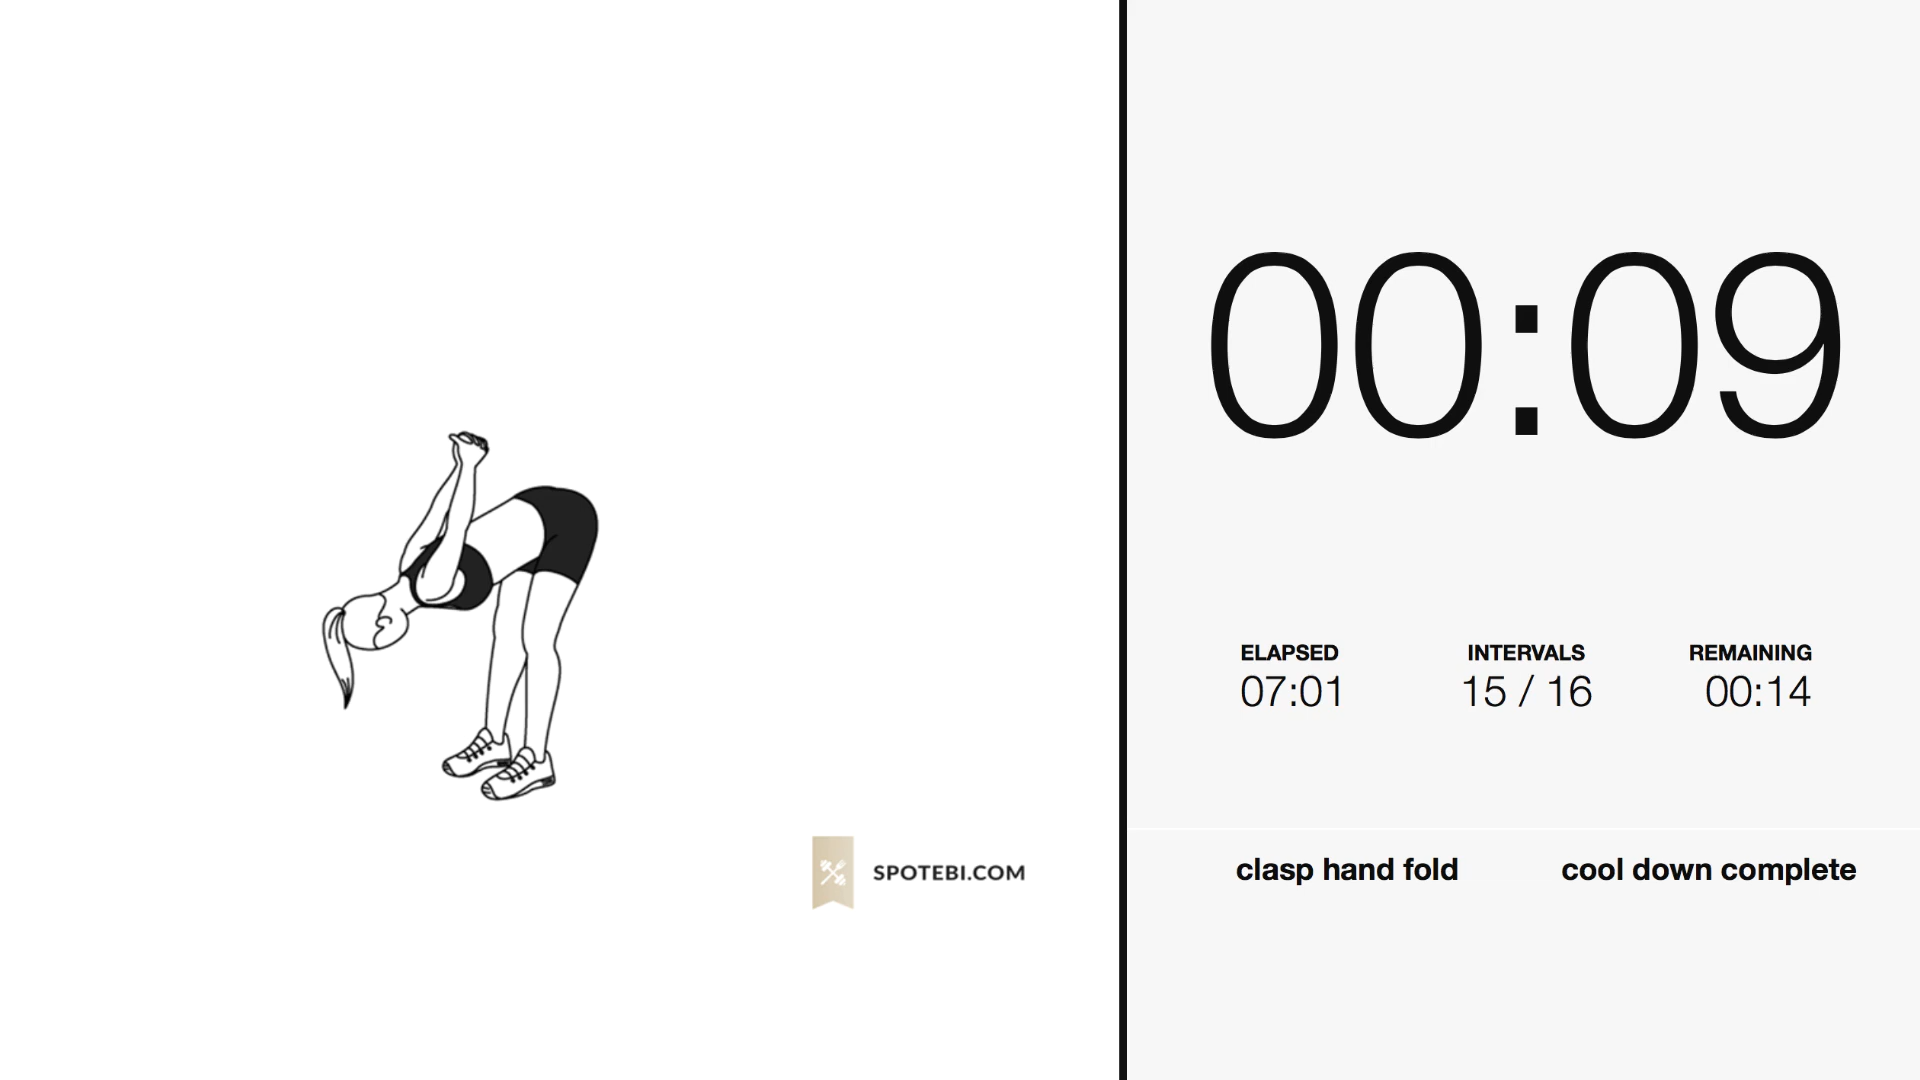 00:09
ELAPSED INTERVALS REMAINING
07:01 15 / 16 00:14
clasp hand fold cool down complete
SPOTEBI.COM